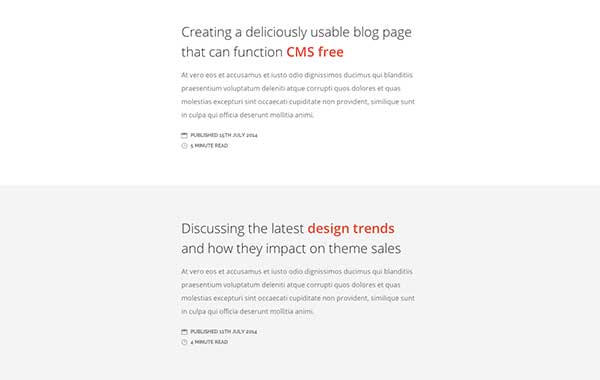 Creating a deliciously usable blog page
that can function CMS free
At vero eos et accusamus et iusto odio dignissimos ducimus qui blanditiis
praesentium voluptatum deleniti atque corrupti quos dolores et quas
molestias excepturi sint occaecati cupiditate non provident, similique sunt
in culpa qui officia deserunt mollitia animi.
PUBLISHED 15TH JULY 2014
5 MINUTE READ
Discussing the latest design trends
and how they impact on theme sales
At vero eos et accusamus et iusto odio dignissimos ducimus qui blanditiis
praesentium voluptatum deleniti atque corrupti quos dolores et quas
molestias excepturi sint occaecati cupiditate non provident, similique sunt
in culpa qui officia deserunt mollitia animi.
PUBLISHED 11TH JULY 2014
4 MINUTE READ